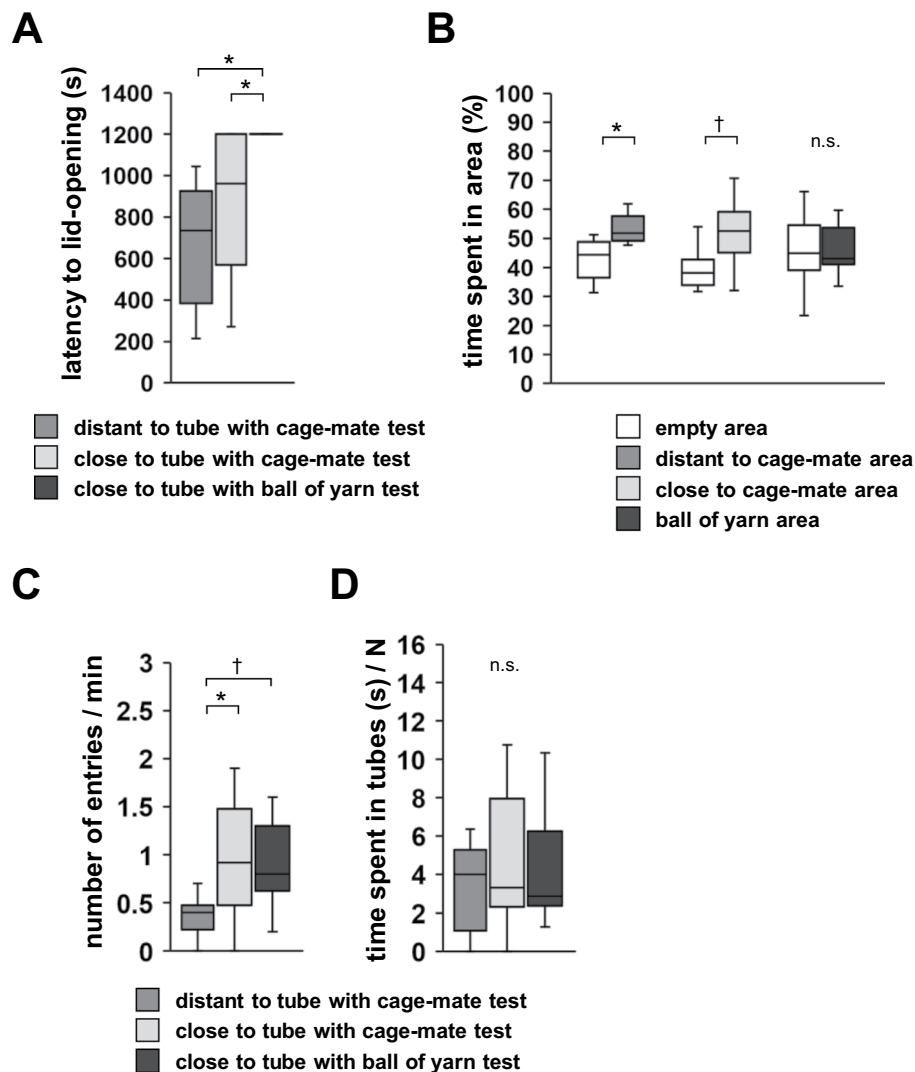 A
latency to lid-opening (s)
1400
1200
1000
800
600
400
200
0
*
*
distant to tube with cage-mate test
close to tube with cage-mate test
close to tube with ball of yarn test
B
time spent in area (%)
100
90
80
70
60
50
40
30
20
10
0
*
†
n.s.
empty area
distant to cage-mate area
close to cage-mate area
ball of yarn area
C
number of entries / min
3
2.5
2
1.5
1
0.5
0
†
*
D
time spent in tubes (s) / N
16
14
12
10
8
6
4
2
0
n.s.
distant to tube with cage-mate test
close to tube with cage-mate test
close to tube with ball of yarn test